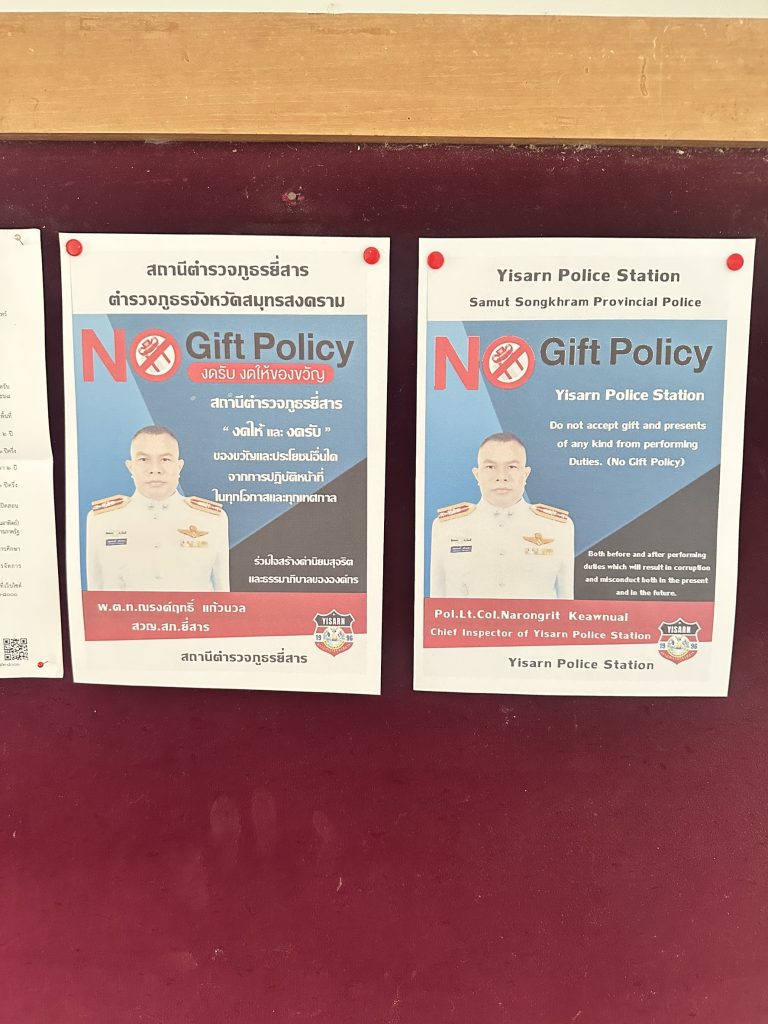 สถานีตำรวจภูธรยี่สาร
ตำรวจภูธรจังหวัดสมุทรสงคราม
NO Gift Policy
งดรับ งดให้ของขวัญ
สถานีตำรวจภูธรยี่สาร
“ งดให้ และ งดรับ ”
ของขวัญและประโยชน์อื่นใด
จากการปฏิบัติหน้าที่
ในทุกโอกาสและทุกเทศกาล
ร่วมใจสร้างค่านิยมสุจริต
และธรรมาภิบาลขององค์กร
พ.ต.ท.ณรงค์ฤทธิ์ แก้วนวล
สวญ.สภ.ยี่สาร
YISARN
1996
สถานีตำรวจภูธรยี่สาร
Yisarn Police Station
Samut Songkhram Provincial Police
NO Gift Policy
Yisarn Police Station
Do not accept gift and presents
of any kind from performing
Duties. (No Gift Policy)
Both before and after performing
duties which will result in corruption
and misconduct both in the present
and in the future.
Pol.Lt.Col.Narongrit Keawnual
Chief Inspector of Yisarn Police Station
YISARN
1996
Yisarn Police Station